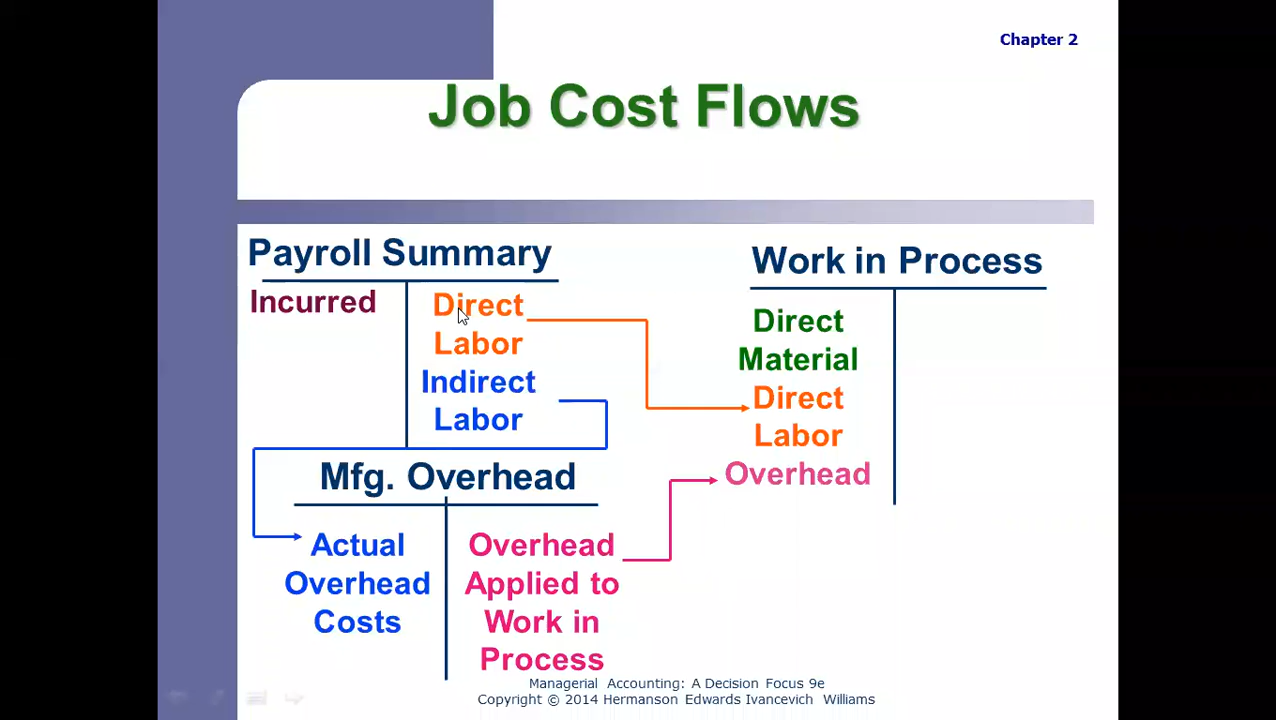 Chapter 2
Job Cost Flows
Payroll Summary
Incurred
Direct
Labor
Indirect
Labor
Work in Process
Direct
Material
Direct
Labor
Overhead
Mfg. Overhead
Actual
Overhead
Costs
Overhead
Applied to
Work in
Process
Managerial Accounting: A Decision Focus 9e
Copyright © 2014 Hermanson Edwards Ivancevich Williams